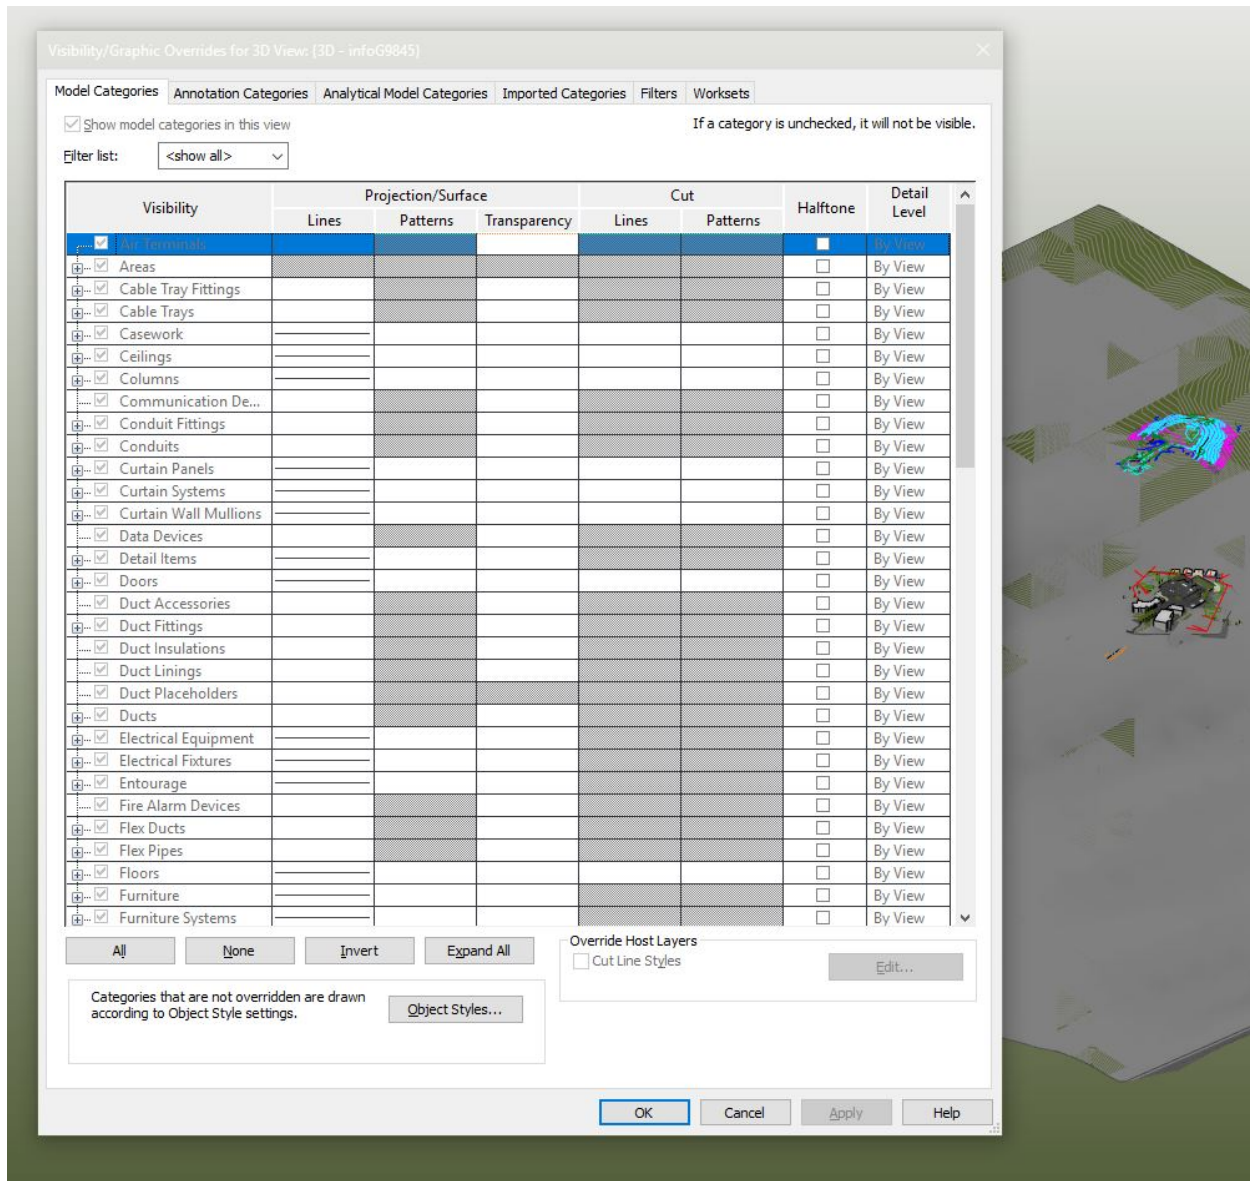 Visibility/Graphic Overrides for 3D View: {3D - infoG9845}
Model Categories Annotation Categories Analytical Model Categories Imported Categories Filters Worksets
Show model categories in this view If a category is unchecked, it will not be visible.
Filter list: <show all>
Visibility Projection/Surface Cut Halftone Detail Level
Lines Patterns Transparency Lines Patterns
Air Terminals By View
Areas By View
Cable Tray Fittings By View
Cable Trays By View
Casework By View
Ceilings By View
Columns By View
Communication De... By View
Conduit Fittings By View
Conduits By View
Curtain Panels By View
Curtain Systems By View
Curtain Wall Mullions By View
Data Devices By View
Detail Items By View
Doors By View
Duct Accessories By View
Duct Fittings By View
Duct Insulations By View
Duct Linings By View
Duct Placeholders By View
Ducts By View
Electrical Equipment By View
Electrical Fixtures By View
Entourage By View
Fire Alarm Devices By View
Flex Ducts By View
Flex Pipes By View
Floors By View
Furniture By View
Furniture Systems By View
All None Invert Expand All
Override Host Layers
Cut Line Styles Edit...
Categories that are not overridden are drawn
according to Object Style settings.
Object Styles...
OK Cancel Apply Help